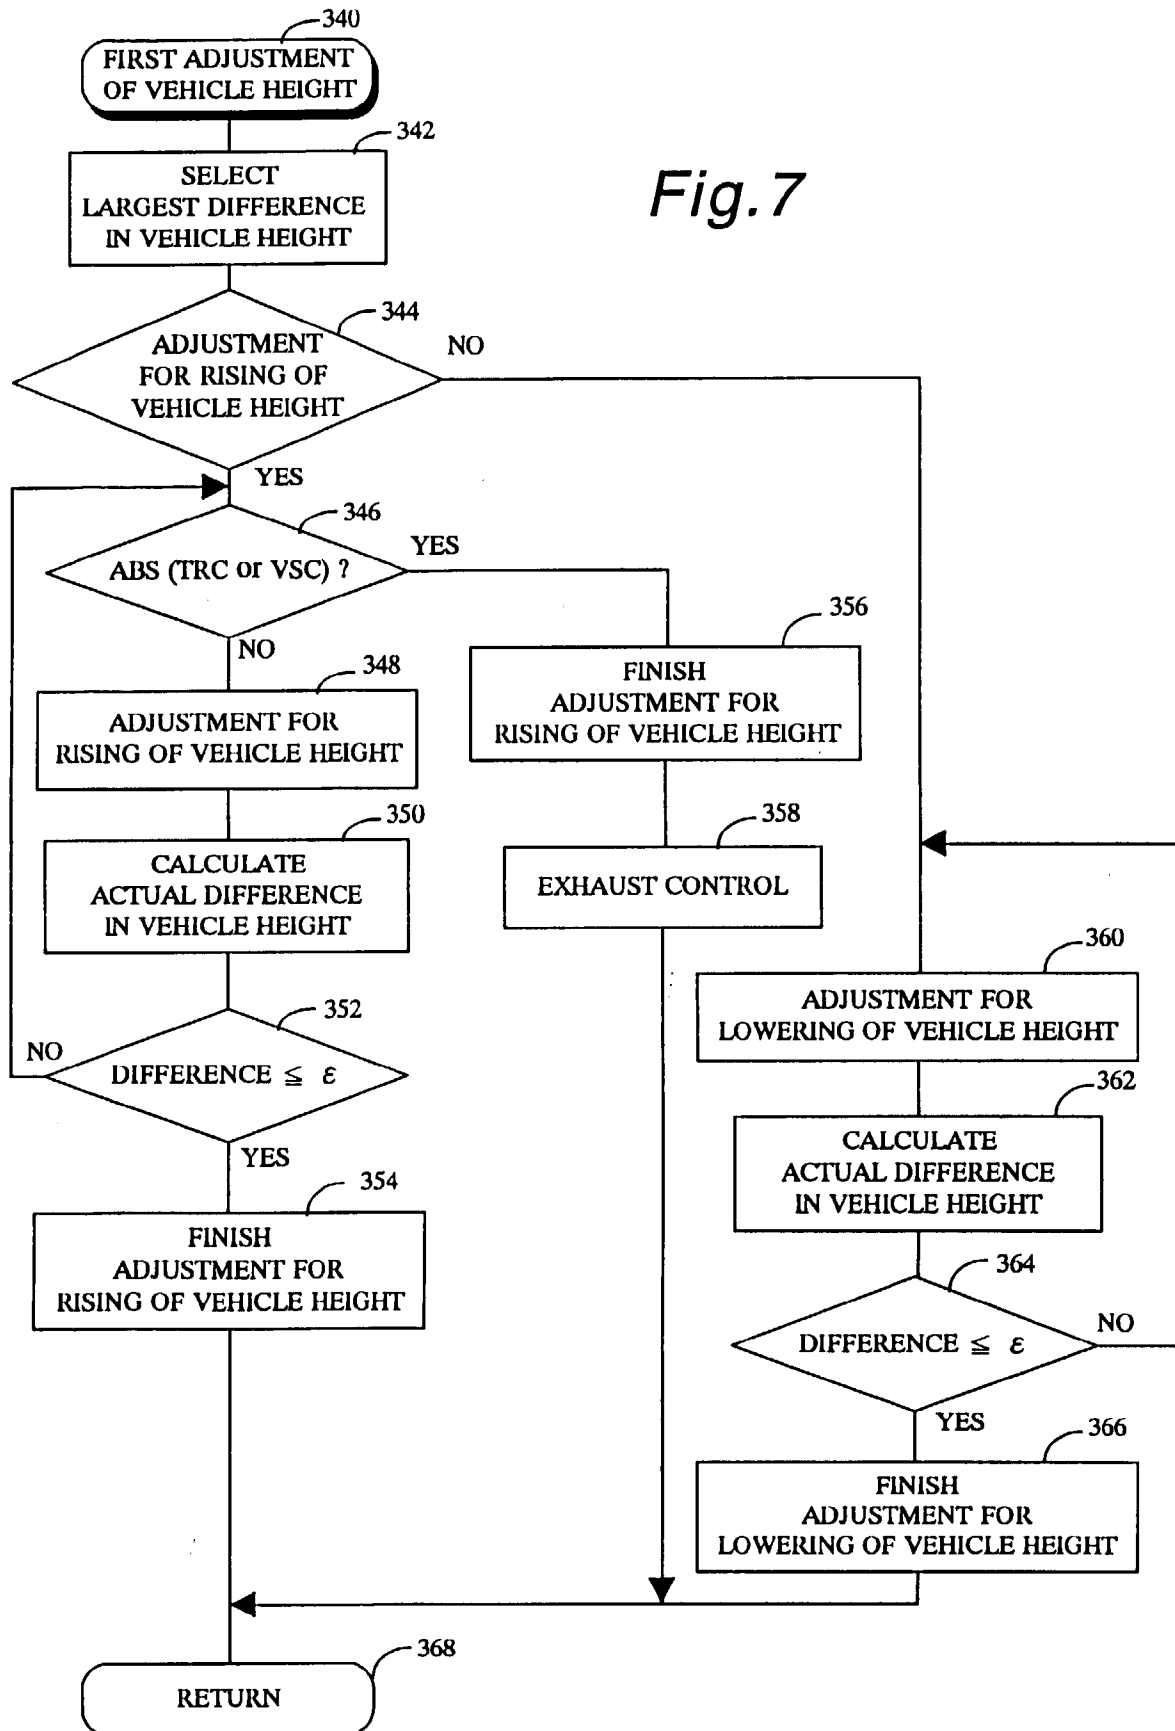 340
FIRST ADJUSTMENT
OF VEHICLE HEIGHT
342
SELECT
LARGEST DIFFERENCE
IN VEHICLE HEIGHT
Fig.7
344
ADJUSTMENT
FOR RISING OF
VEHICLE HEIGHT
NO
YES
346
ABS (TRC or VSC) ?
YES
NO
348
ADJUSTMENT FOR
RISING OF VEHICLE HEIGHT
350
CALCULATE
ACTUAL DIFFERENCE
IN VEHICLE HEIGHT
352
DIFFERENCE ≦ ε
NO
YES
354
FINISH
ADJUSTMENT FOR
RISING OF VEHICLE HEIGHT
356
FINISH
ADJUSTMENT FOR
RISING OF VEHICLE HEIGHT
358
EXHAUST CONTROL
360
ADJUSTMENT FOR
LOWERING OF VEHICLE HEIGHT
362
CALCULATE
ACTUAL DIFFERENCE
IN VEHICLE HEIGHT
364
DIFFERENCE ≦ ε
NO
YES
366
FINISH
ADJUSTMENT FOR
LOWERING OF VEHICLE HEIGHT
368
RETURN